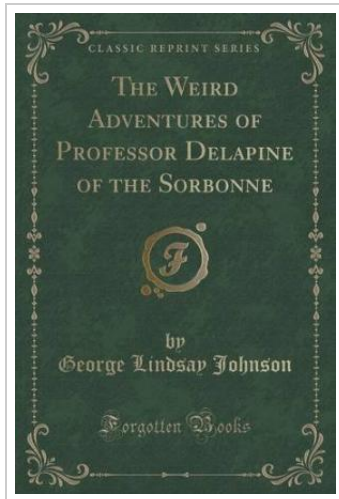 CLASSIC REPRINT SERIES
THE WEIRD
ADVENTURES OF
PROFESSOR DELAPINE
OF THE SORBONNE
F
by
George Lindsay Johnson
Forgotten Books